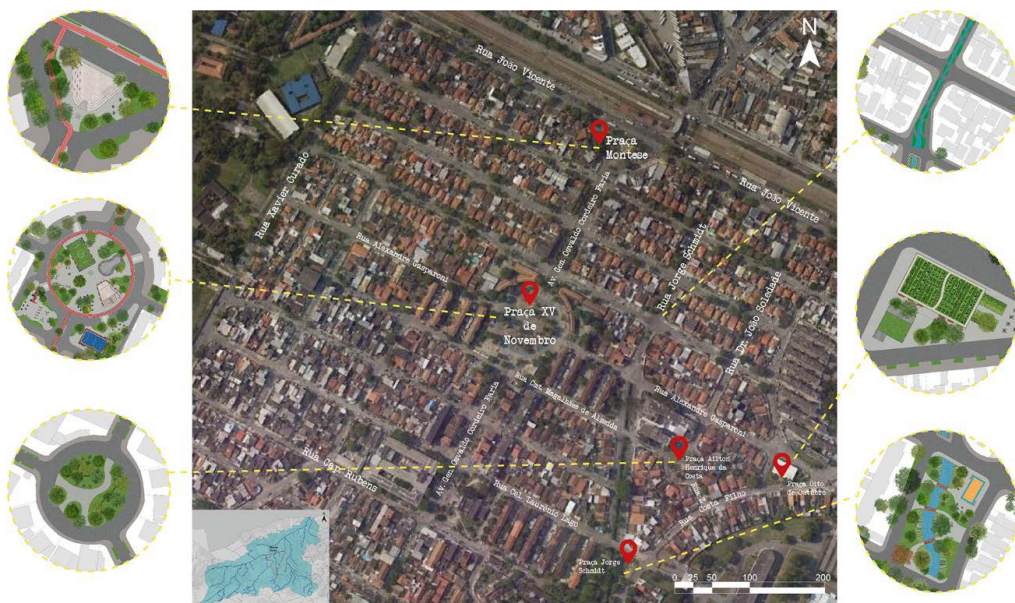 N
Rua João Vicente
Praça
Montese
Rua João Vicente
Rua Xavier Curado
Av. Gen. Osvaldo Cordeiro Faria
Rua Jorge Schmidt
Rua Alexandre Gasparoni
Praça XV
de
Novembro
Rua Dr. João Soledade
Rua Cat. Magalhães de Almeida
Rua Alexandre Gasparoni
Av. Gen. Osvaldo Cordeiro Faria
Praça Ailton
Henrique da
Costa
Rua Cap. Rubens
Praça Oito
de Outubro
Rua Cel. Laurênio Lago
Costa Filho
Praça Jorge
Schmidt
0 25 50 100 200